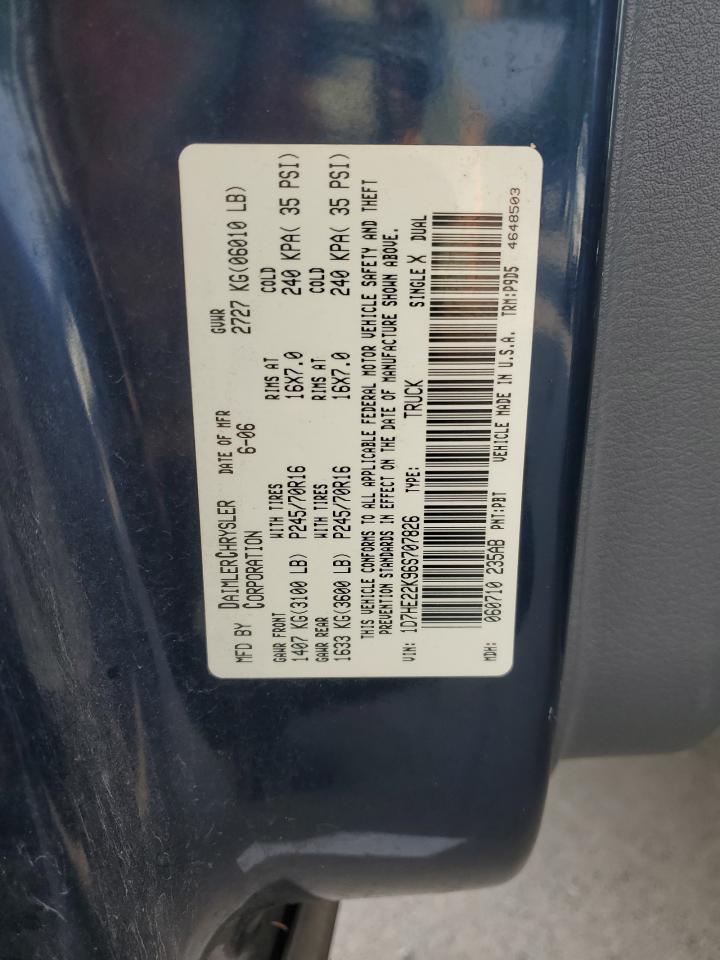 MFD BY DAIMLERCHRYSLER CORPORATION
DATE OF MFR 6-06
GVWR 2727 KG(06010 LB)
GAWR FRONT WITH TIRES RIMS AT COLD
1407 KG(3100 LB) P245/70R16 16X7.0 240 KPA( 35 PSI)
GAWR REAR WITH TIRES RIMS AT COLD
1633 KG(3600 LB) P245/70R16 16X7.0 240 KPA( 35 PSI)
THIS VEHICLE CONFORMS TO ALL APPLICABLE FEDERAL MOTOR VEHICLE SAFETY AND THEFT
PREVENTION STANDARDS IN EFFECT ON THE DATE OF MANUFACTURE SHOWN ABOVE.
VIN: 1D7HE22K96S707826 TYPE: TRUCK SINGLE X DUAL
MDH: 060710 235AB PNT:PBT VEHICLE MADE IN U.S.A. TRM:P9D5 4648503